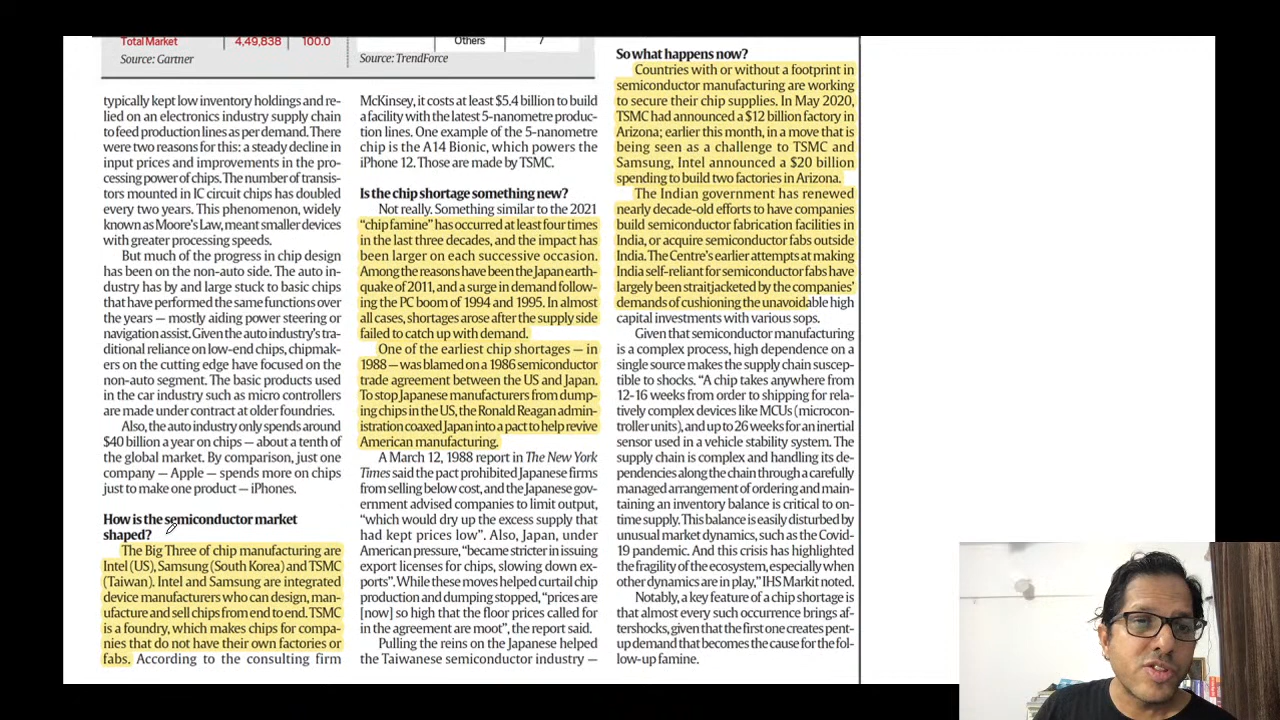 Total Market 4,49,838 100.0
Source: Gartner
Others 7
Source: TrendForce
typically kept low inventory holdings and re-
lied on an electronics industry supply chain
to feed production lines as per demand. There
were two reasons for this: a steady decline in
input prices and improvements in the pro-
cessing power of chips. The number of transis-
tors mounted in IC circuit chips has doubled
every two years. This phenomenon, widely
known as Moore's Law, meant smaller devices
with greater processing speeds.
But much of the progress in chip design
has been on the non-auto side. The auto in-
dustry has by and large stuck to basic chips
that have performed the same functions over
the years — mostly aiding power steering or
navigation assist. Given the auto industry's tra-
ditional reliance on low-end chips, chipmak-
ers on the cutting edge have focused on the
non-auto segment. The basic products used
in the car industry such as micro controllers
are made under contract at older foundries.
Also, the auto industry only spends around
$40 billion a year on chips — about a tenth of
the global market. By comparison, just one
company — Apple — spends more on chips
just to make one product — iPhones.
How is the semiconductor market
shaped?
The Big Three of chip manufacturing are
Intel (US), Samsung (South Korea) and TSMC
(Taiwan). Intel and Samsung are integrated
device manufacturers who can design, man-
ufacture and sell chips from end to end. TSMC
is a foundry, which makes chips for compa-
nies that do not have their own factories or
fabs. According to the consulting firm
McKinsey, it costs at least $5.4 billion to build
a facility with the latest 5-nanometre produc-
tion lines. One example of the 5-nanometre
chip is the A14 Bionic, which powers the
iPhone 12. Those are made by TSMC.
Is the chip shortage something new?
Not really. Something similar to the 2021
“chip famine” has occurred at least four times
in the last three decades, and the impact has
been larger on each successive occasion.
Among the reasons have been the Japan earth-
quake of 2011, and a surge in demand follow-
ing the PC boom of 1994 and 1995. In almost
all cases, shortages arose after the supply side
failed to catch up with demand.
One of the earliest chip shortages — in
1988 — was blamed on a 1986 semiconductor
trade agreement between the US and Japan.
To stop Japanese manufacturers from dump-
ing chips in the US, the Ronald Reagan admin-
istration coaxed Japan into a pact to help revive
American manufacturing.
A March 12, 1988 report in The New York
Times said the pact prohibited Japanese firms
from selling below cost, and the Japanese gov-
ernment advised companies to limit output,
“which would dry up the excess supply that
had kept prices low”. Also, Japan, under
American pressure, “became stricter in issuing
export licenses for chips, slowing down ex-
ports”. While these moves helped curtail chip
production and dumping stopped, “prices are
[now] so high that the floor prices called for
in the agreement are moot”, the report said.
Pulling the reins on the Japanese helped
the Taiwanese semiconductor industry —
So what happens now?
Countries with or without a footprint in
semiconductor manufacturing are working
to secure their chip supplies. In May 2020,
TSMC had announced a $12 billion factory in
Arizona; earlier this month, in a move that is
being seen as a challenge to TSMC and
Samsung, Intel announced a $20 billion
spending to build two factories in Arizona.
The Indian government has renewed
nearly decade-old efforts to have companies
build semiconductor fabrication facilities in
India, or acquire semiconductor fabs outside
India. The Centre's earlier attempts at making
India self-reliant for semiconductor fabs have
largely been straitjacketed by the companies'
demands of cushioning the unavoidable high
capital investments with various sops.
Given that semiconductor manufacturing
is a complex process, high dependence on a
single source makes the supply chain suscep-
tible to shocks. “A chip takes anywhere from
12-16 weeks from order to shipping for rela-
tively complex devices like MCUs (microcon-
troller units), and up to 26 weeks for an inertial
sensor used in a vehicle stability system. The
supply chain is complex and handling its de-
pendencies along the chain through a carefully
managed arrangement of ordering and main-
taining an inventory balance is critical to on-
time supply. This balance is easily disturbed by
unusual market dynamics, such as the Covid-
19 pandemic. And this crisis has highlighted
the fragility of the ecosystem, especially when
other dynamics are in play,” IHS Markit noted.
Notably, a key feature of a chip shortage is
that almost every such occurrence brings af-
tershocks, given that the first one creates pent-
up demand that becomes the cause for the fol-
low-up famine.